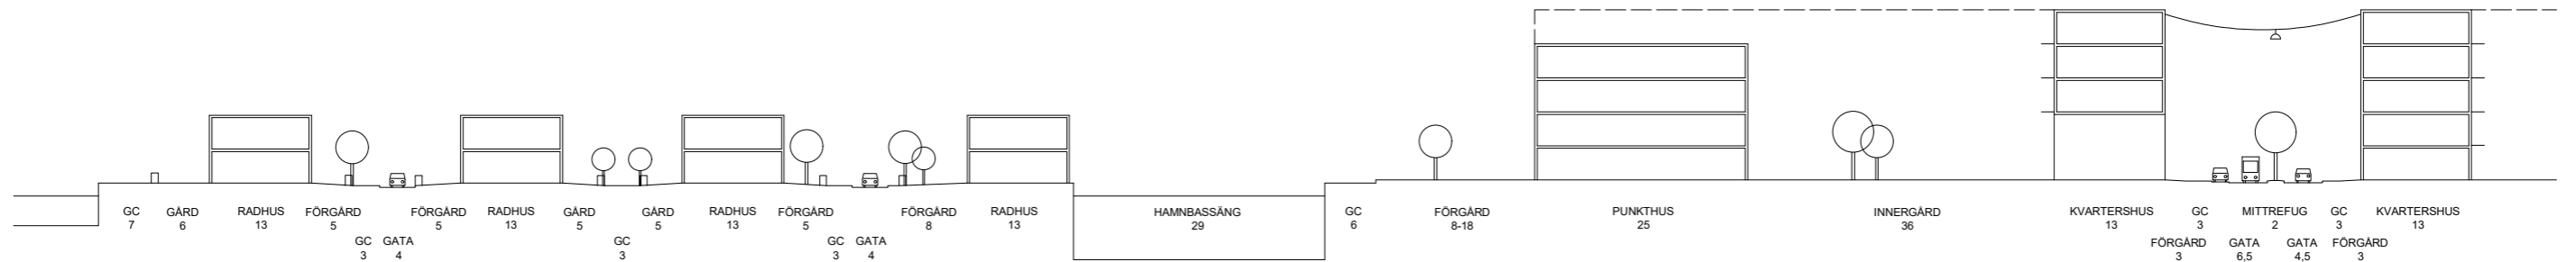 GC GÅRD RADHUS FÖRGÅRD FÖRGÅRD RADHUS GÅRD GÅRD RADHUS FÖRGÅRD FÖRGÅRD RADHUS HAMNBASSÄNG GC FÖRGÅRD PUNKTHUS INNERGÅRD KVARTERSHUS GC MITTREFUG GC KVARTERSHUS
7 6 13 5 5 13 5 5 13 5 8 13 29 6 8-18 25 36 13 3 2 3 13
GC GATA GC GC GATA FÖRGÅRD GATA GATA FÖRGÅRD
3 4 3 3 4 3 6,5 4,5 3